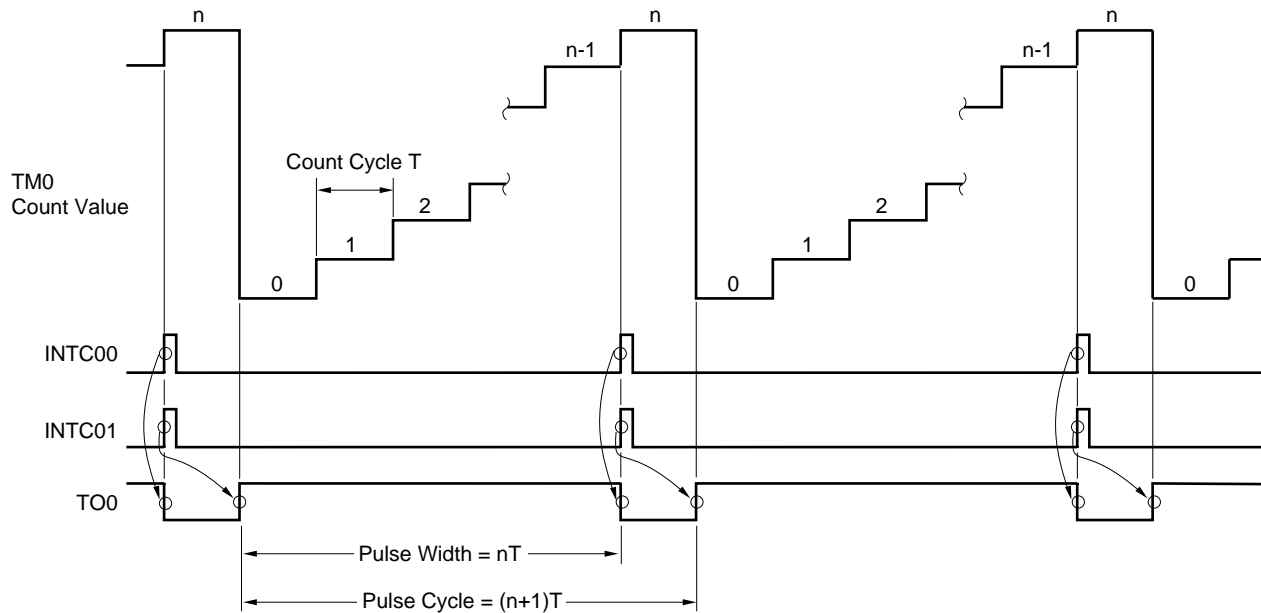 n n n
n-1 n-1
Count Cycle T
TM0
Count Value
2 2
1 1
0 0 0
INTC00
INTC01
TO0
Pulse Width = nT
Pulse Cycle = (n+1)T